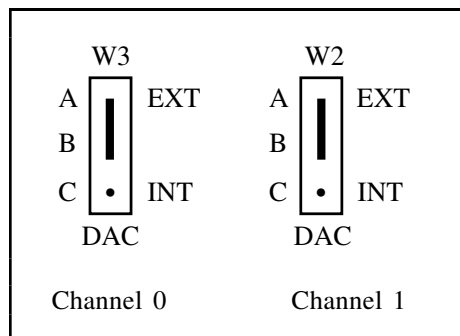 W3 W2
A EXT A EXT
B B
C INT C INT
DAC DAC
Channel 0 Channel 1